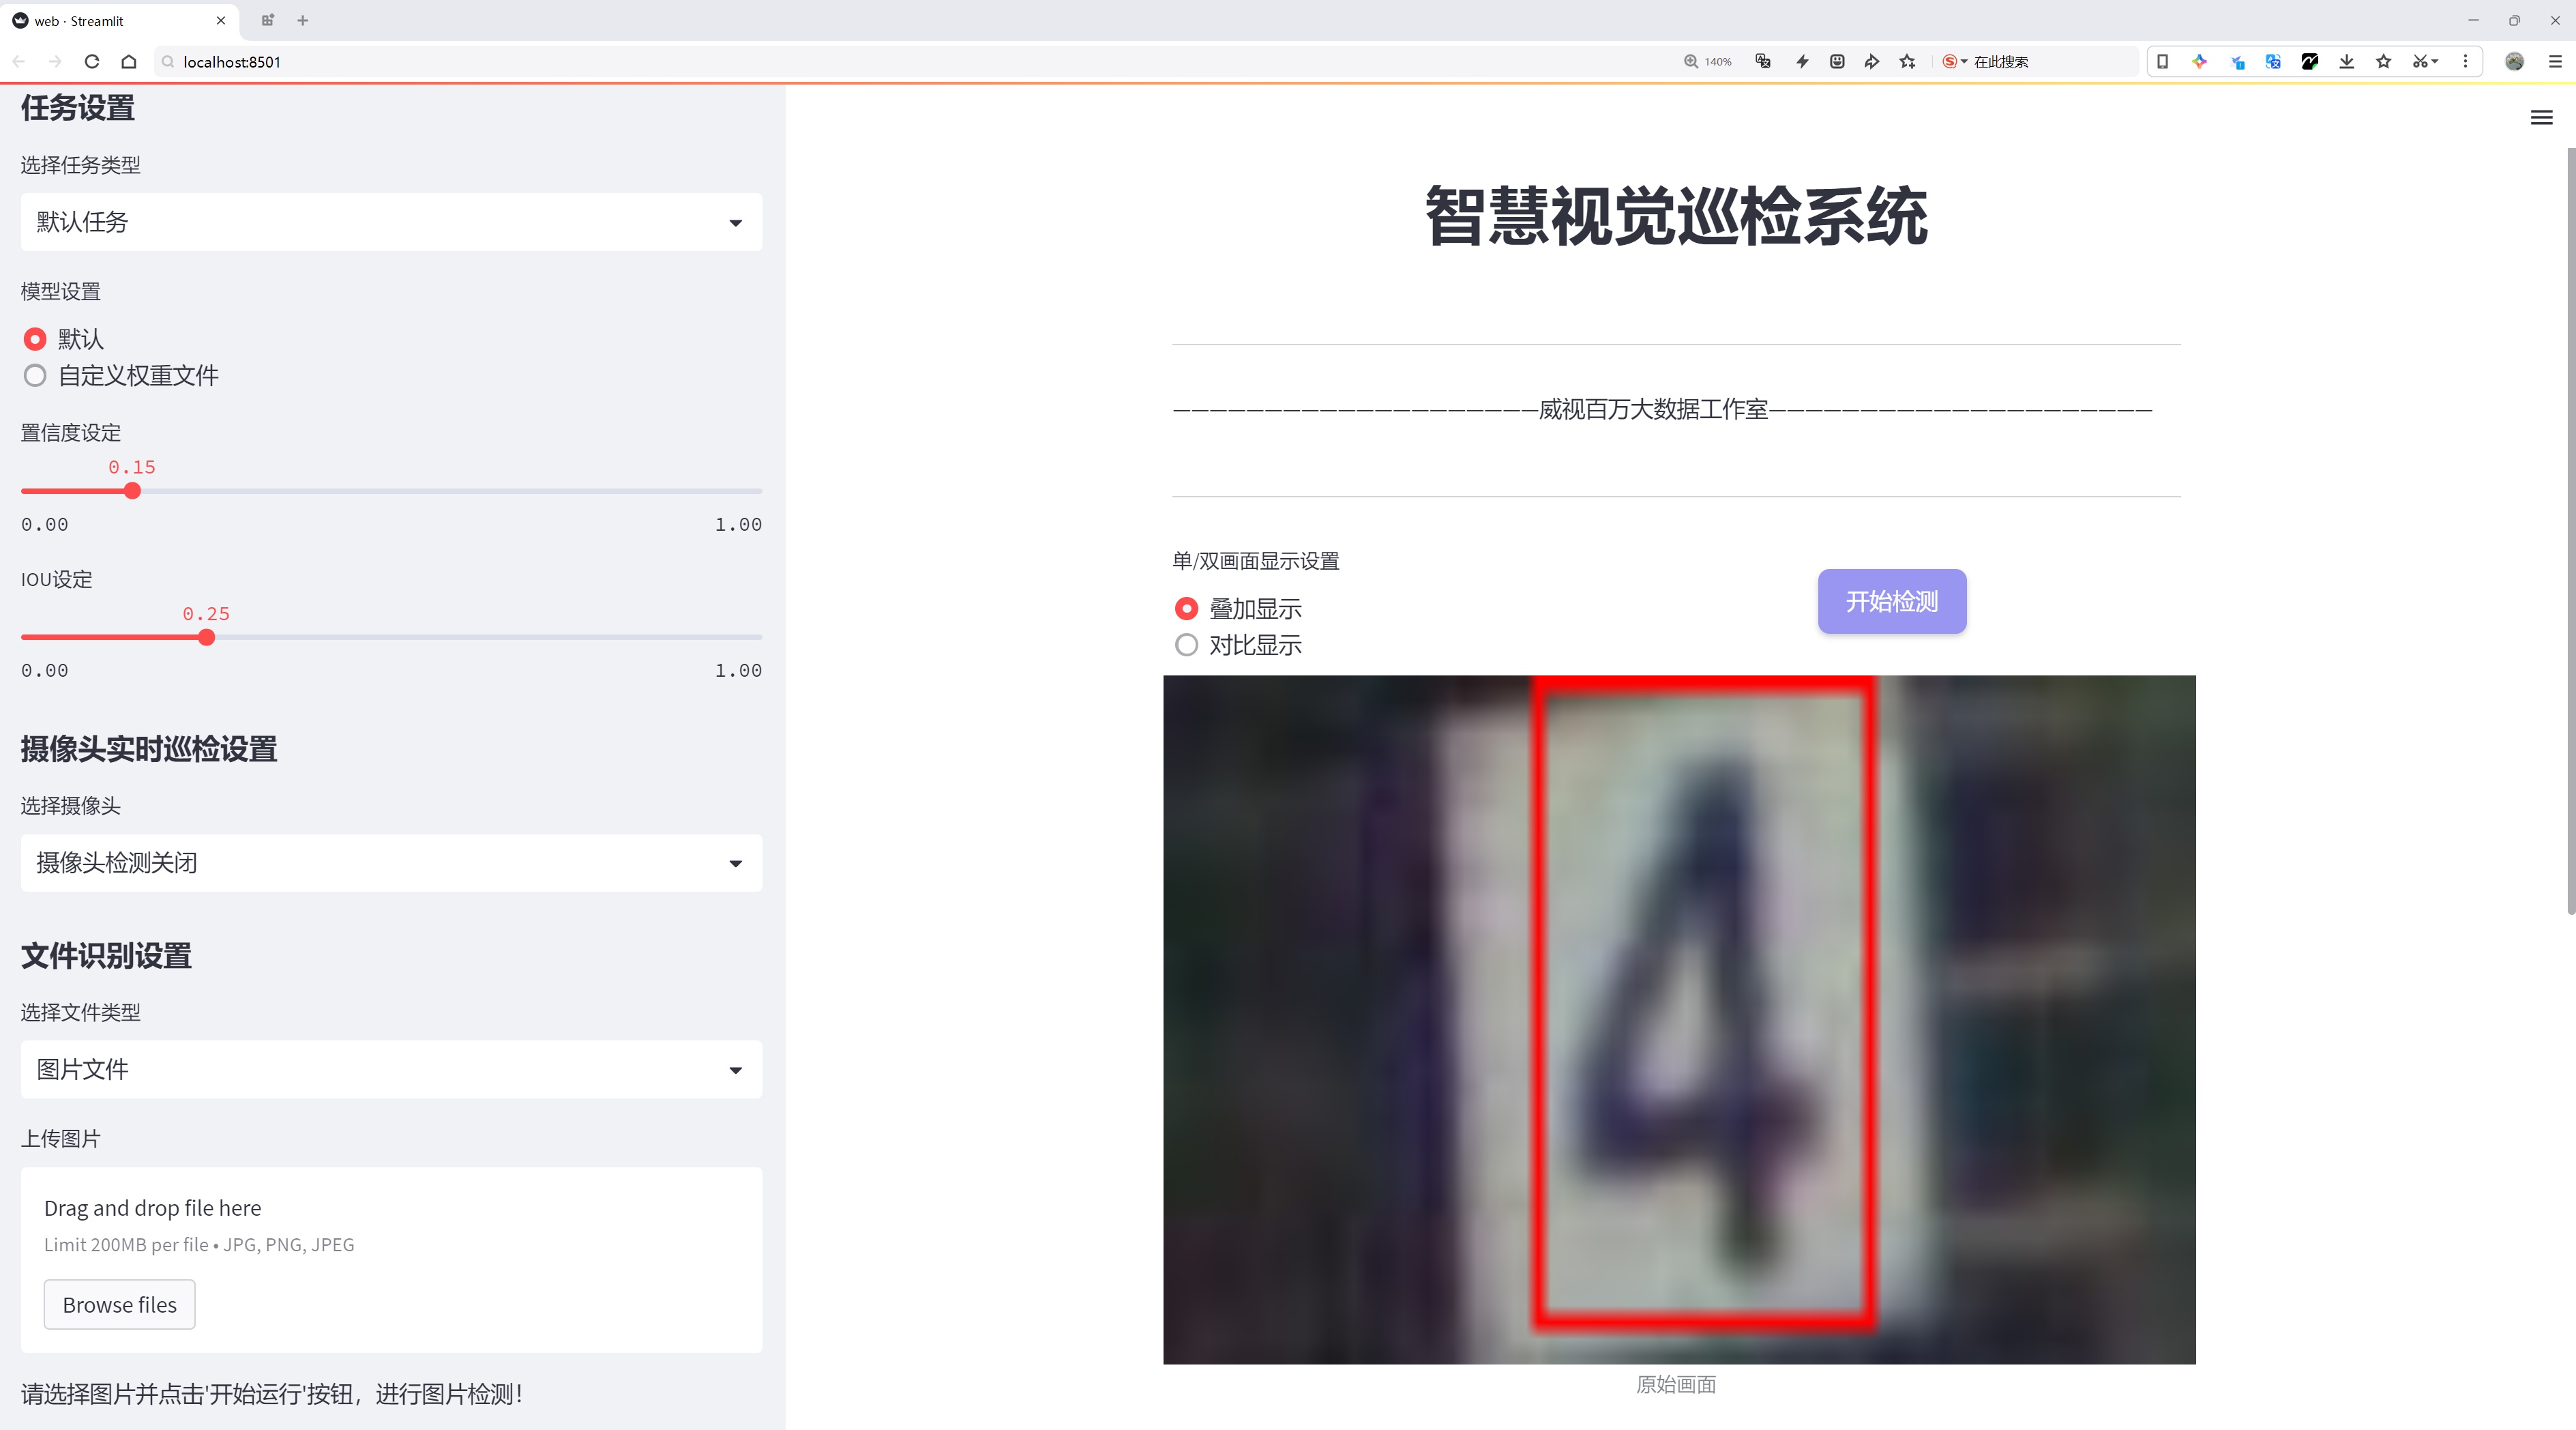 web · Streamlit
localhost:8501
140%
在此搜索
任务设置
选择任务类型
默认任务
模型设置
默认
自定义权重文件
置信度设定
0.15
0.00 1.00
IOU设定
0.25
0.00 1.00
摄像头实时巡检设置
选择摄像头
摄像头检测关闭
文件识别设置
选择文件类型
图片文件
上传图片
Drag and drop file here
Limit 200MB per file • JPG, PNG, JPEG
Browse files
请选择图片并点击'开始运行'按钮，进行图片检测！
智慧视觉巡检系统
————————————————————威视百万大数据工作室—————————————————————
单/双画面显示设置
叠加显示
对比显示
开始检测
4
原始画面